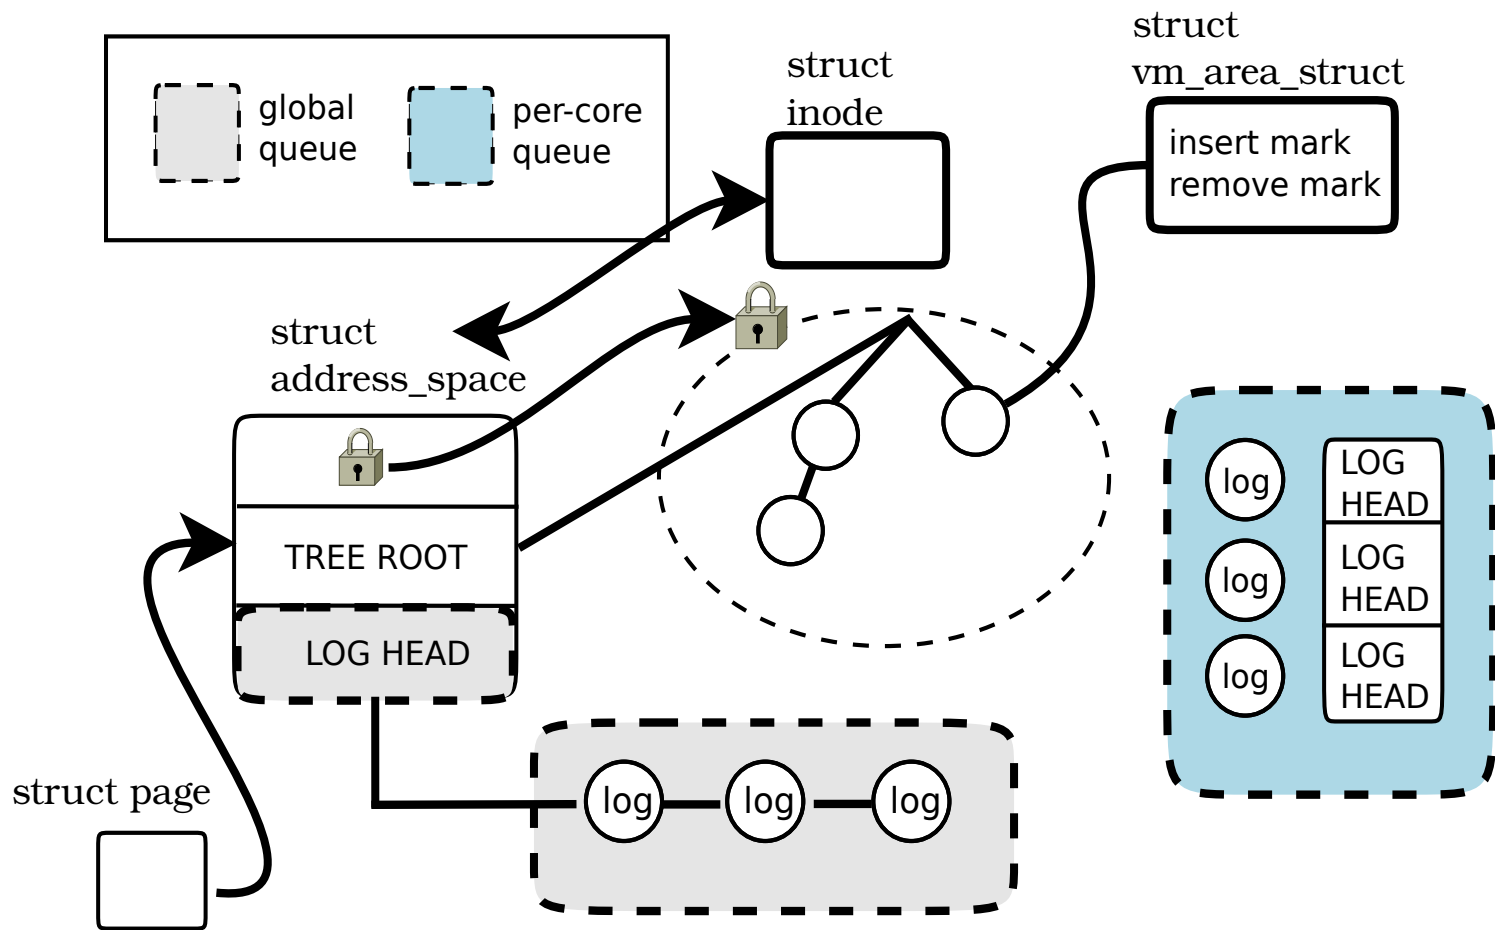 struct
vm_area_struct
struct
inode
global
queue
per-core
queue
insert mark
remove mark
struct
address_space
TREE ROOT
LOG HEAD
log
LOG
HEAD
log
LOG
HEAD
log
LOG
HEAD
struct page
log
log
log